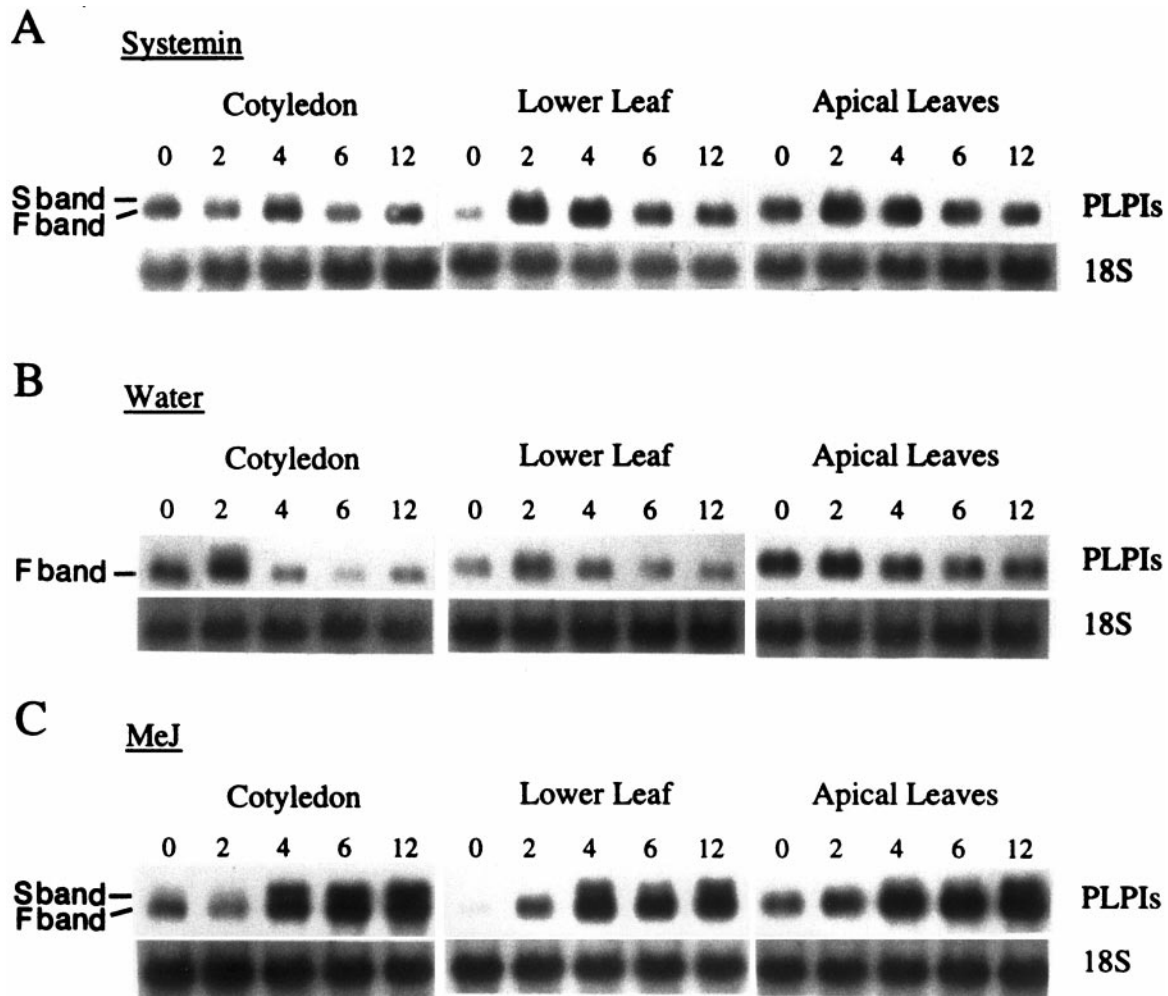 A
Systemin
Cotyledon Lower Leaf Apical Leaves
0 2 4 6 12 0 2 4 6 12 0 2 4 6 12
S band
F band
PLPIs
18S
B
Water
Cotyledon Lower Leaf Apical Leaves
0 2 4 6 12 0 2 4 6 12 0 2 4 6 12
F band
PLPIs
18S
C
MeJ
Cotyledon Lower Leaf Apical Leaves
0 2 4 6 12 0 2 4 6 12 0 2 4 6 12
S band
F band
PLPIs
18S